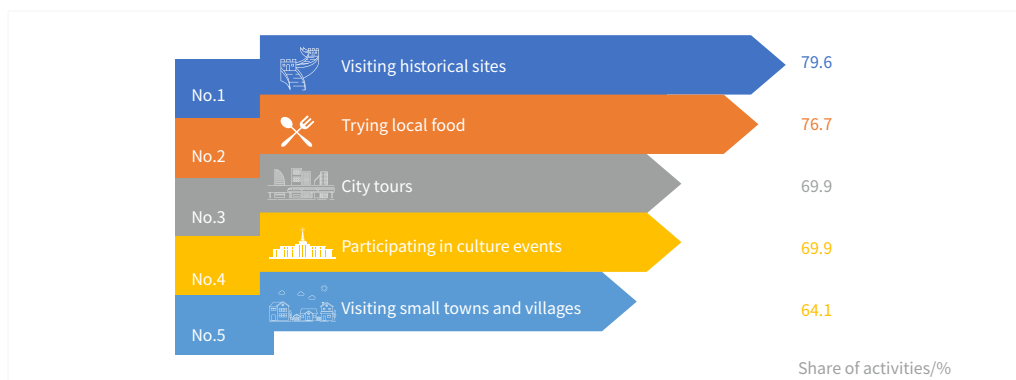 No.1 Visiting historical sites 79.6
No.2 Trying local food 76.7
No.3 City tours 69.9
No.4 Participating in culture events 69.9
No.5 Visiting small towns and villages 64.1
Share of activities/%